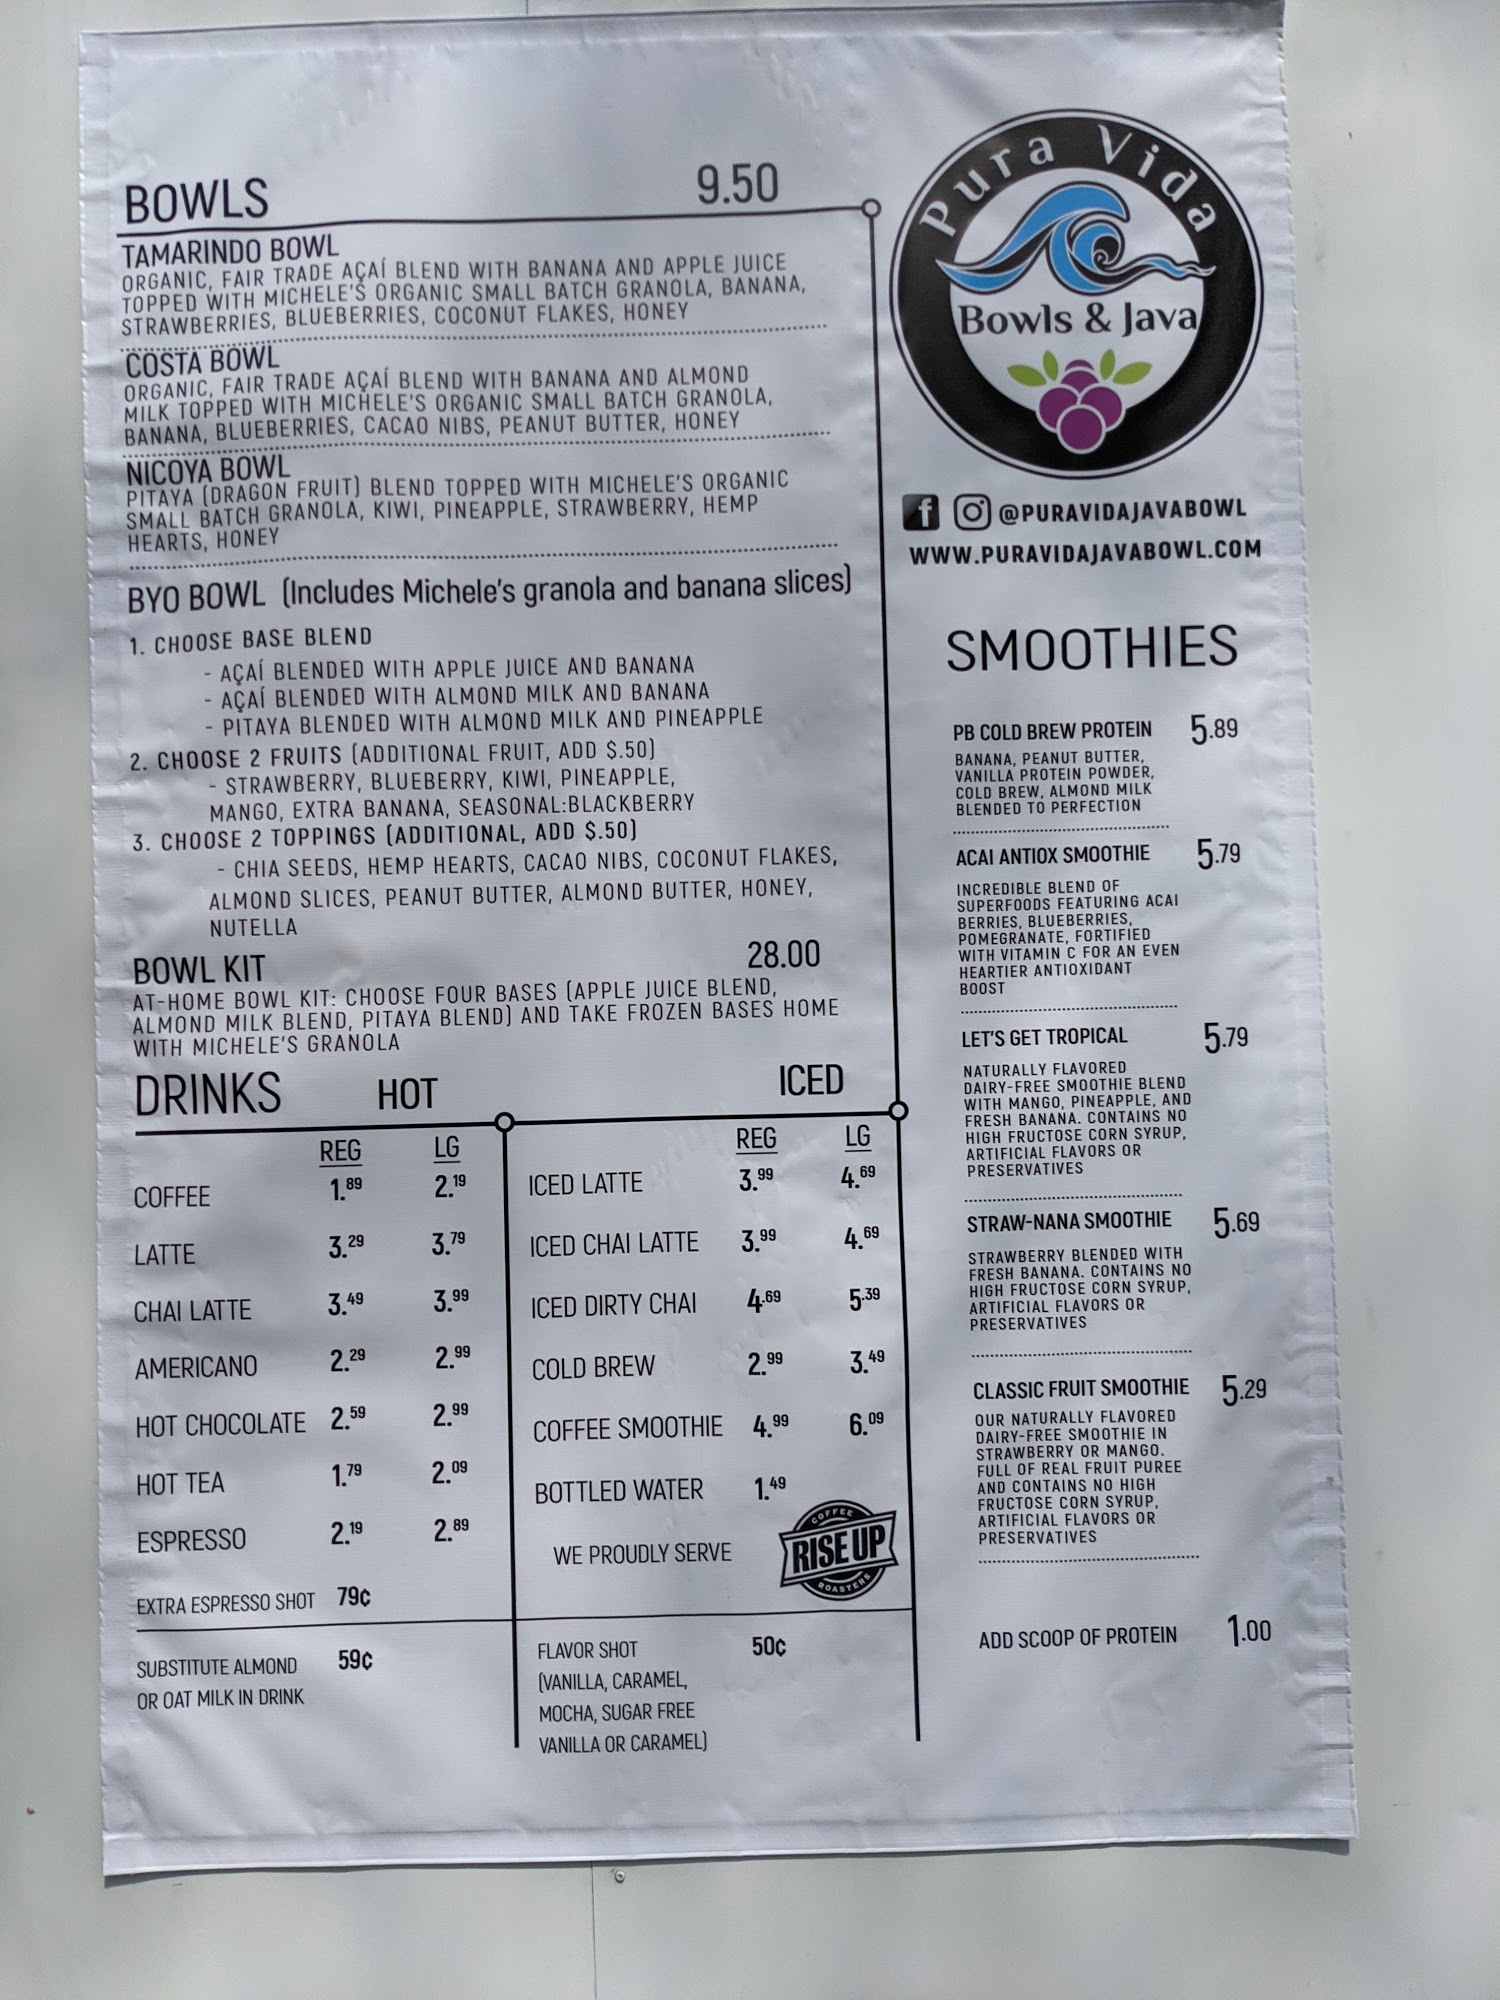 BOWLS 9.50
TAMARINDO BOWL
ORGANIC, FAIR TRADE AÇAÍ BLEND WITH BANANA AND APPLE JUICE
TOPPED WITH MICHELE'S ORGANIC SMALL BATCH GRANOLA, BANANA,
STRAWBERRIES, BLUEBERRIES, COCONUT FLAKES, HONEY
COSTA BOWL
ORGANIC, FAIR TRADE AÇAÍ BLEND WITH BANANA AND ALMOND
MILK TOPPED WITH MICHELE'S ORGANIC SMALL BATCH GRANOLA,
BANANA, BLUEBERRIES, CACAO NIBS, PEANUT BUTTER, HONEY
NICOYA BOWL
PITAYA (DRAGON FRUIT) BLEND TOPPED WITH MICHELE'S ORGANIC
SMALL BATCH GRANOLA, KIWI, PINEAPPLE, STRAWBERRY, HEMP
HEARTS, HONEY
BYO BOWL (Includes Michele's granola and banana slices)
1. CHOOSE BASE BLEND
- AÇAÍ BLENDED WITH APPLE JUICE AND BANANA
- AÇAÍ BLENDED WITH ALMOND MILK AND BANANA
- PITAYA BLENDED WITH ALMOND MILK AND PINEAPPLE
2. CHOOSE 2 FRUITS (ADDITIONAL FRUIT, ADD $.50)
- STRAWBERRY, BLUEBERRY, KIWI, PINEAPPLE,
MANGO, EXTRA BANANA, SEASONAL:BLACKBERRY
3. CHOOSE 2 TOPPINGS (ADDITIONAL, ADD $.50)
- CHIA SEEDS, HEMP HEARTS, CACAO NIBS, COCONUT FLAKES,
ALMOND SLICES, PEANUT BUTTER, ALMOND BUTTER, HONEY,
NUTELLA
BOWL KIT 28.00
AT-HOME BOWL KIT: CHOOSE FOUR BASES (APPLE JUICE BLEND,
ALMOND MILK BLEND, PITAYA BLEND) AND TAKE FROZEN BASES HOME
WITH MICHELE'S GRANOLA
DRINKS HOT
REG LG
COFFEE 1.89 2.19
LATTE 3.29 3.79
CHAI LATTE 3.49 3.99
AMERICANO 2.29 2.99
HOT CHOCOLATE 2.59 2.99
HOT TEA 1.79 2.09
ESPRESSO 2.19 2.89
EXTRA ESPRESSO SHOT 79¢
SUBSTITUTE ALMOND 59¢
OR OAT MILK IN DRINK
ICED
REG LG
ICED LATTE 3.99 4.69
ICED CHAI LATTE 3.99 4.69
ICED DIRTY CHAI 4.69 5.39
COLD BREW 2.99 3.49
COFFEE SMOOTHIE 4.99 6.09
BOTTLED WATER 1.49
WE PROUDLY SERVE
COFFEE
RISE UP
ROASTERS
FLAVOR SHOT 50¢
(VANILLA, CARAMEL,
MOCHA, SUGAR FREE
VANILLA OR CARAMEL)
Pura Vida
Bowls & Java
f @PURAVIDAJAVABOWL
WWW.PURAVIDAJAVABOWL.COM
SMOOTHIES
PB COLD BREW PROTEIN 5.89
BANANA, PEANUT BUTTER,
VANILLA PROTEIN POWDER,
COLD BREW, ALMOND MILK
BLENDED TO PERFECTION
ACAI ANTIOX SMOOTHIE 5.79
INCREDIBLE BLEND OF
SUPERFOODS FEATURING ACAI
BERRIES, BLUEBERRIES,
POMEGRANATE, FORTIFIED
WITH VITAMIN C FOR AN EVEN
HEARTIER ANTIOXIDANT
BOOST
LET'S GET TROPICAL 5.79
NATURALLY FLAVORED
DAIRY-FREE SMOOTHIE BLEND
WITH MANGO, PINEAPPLE, AND
FRESH BANANA. CONTAINS NO
HIGH FRUCTOSE CORN SYRUP,
ARTIFICIAL FLAVORS OR
PRESERVATIVES
STRAW-NANA SMOOTHIE 5.69
STRAWBERRY BLENDED WITH
FRESH BANANA. CONTAINS NO
HIGH FRUCTOSE CORN SYRUP,
ARTIFICIAL FLAVORS OR
PRESERVATIVES
CLASSIC FRUIT SMOOTHIE 5.29
OUR NATURALLY FLAVORED
DAIRY-FREE SMOOTHIE IN
STRAWBERRY OR MANGO.
FULL OF REAL FRUIT PUREE
AND CONTAINS NO HIGH
FRUCTOSE CORN SYRUP,
ARTIFICIAL FLAVORS OR
PRESERVATIVES
ADD SCOOP OF PROTEIN 1.00